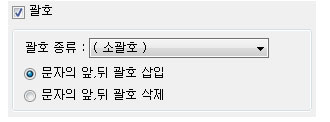 괄호
괄호 종류 : ( 소괄호 )
문자의 앞,뒤 괄호 삽입
문자의 앞,뒤 괄호 삭제